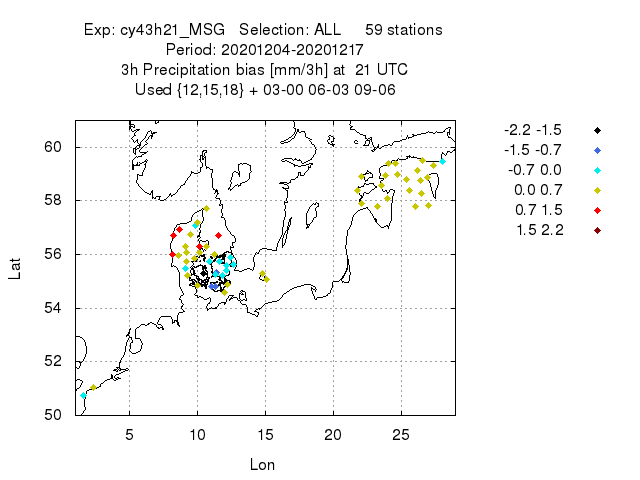 Exp: cy43h21_MSG   Selection: ALL      59 stations
Period: 20201204-20201217
3h Precipitation bias [mm/3h] at  21 UTC
Used {12,15,18} + 03-00 06-03 09-06
-2.2 -1.5
-1.5 -0.7
-0.7 0.0
0.0 0.7
0.7 1.5
1.5 2.2
60
58
56
54
52
50
Lat
5 10 15 20 25
Lon